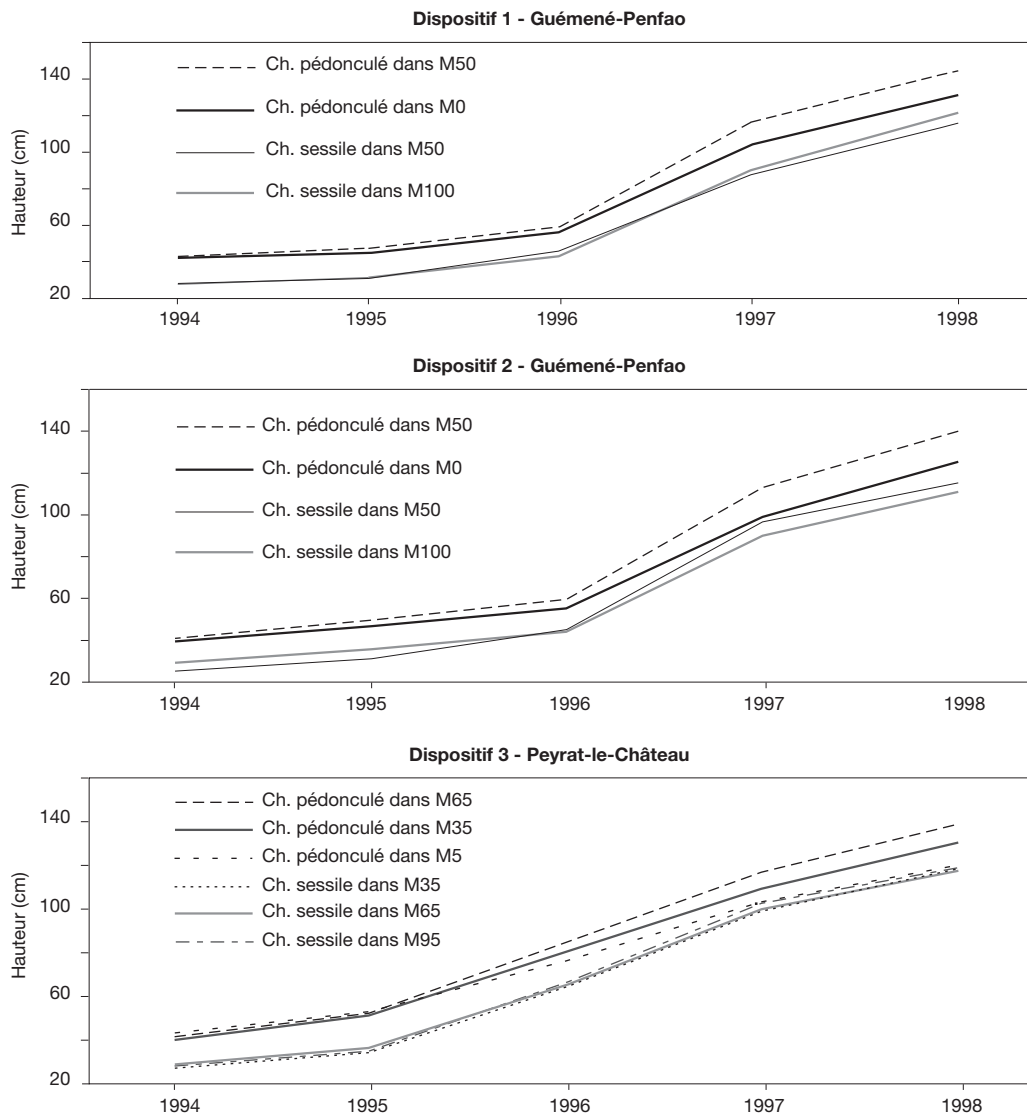 Dispositif 1 - Guémené-Penfao
Hauteur (cm)
140
100
60
20
Ch. pédonculé dans M50
Ch. pédonculé dans M0
Ch. sessile dans M50
Ch. sessile dans M100
1994 1995 1996 1997 1998
Dispositif 2 - Guémené-Penfao
Hauteur (cm)
140
100
60
20
Ch. pédonculé dans M50
Ch. pédonculé dans M0
Ch. sessile dans M50
Ch. sessile dans M100
1994 1995 1996 1997 1998
Dispositif 3 - Peyrat-le-Château
Hauteur (cm)
140
100
60
20
Ch. pédonculé dans M65
Ch. pédonculé dans M35
Ch. pédonculé dans M5
Ch. sessile dans M35
Ch. sessile dans M65
Ch. sessile dans M95
1994 1995 1996 1997 1998